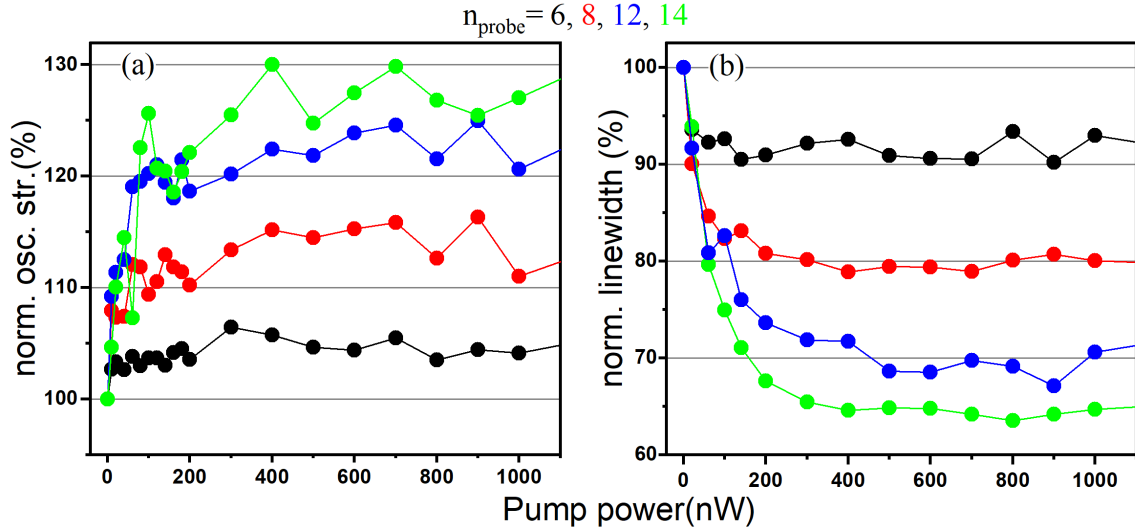 n_probe = 6, 8, 12, 14
(a)
(b)
norm. osc. str.(%)
130
120
110
100
0 200 400 600 800 1000
norm. linewidth (%)
100
90
80
70
60
0 200 400 600 800 1000
Pump power(nW)